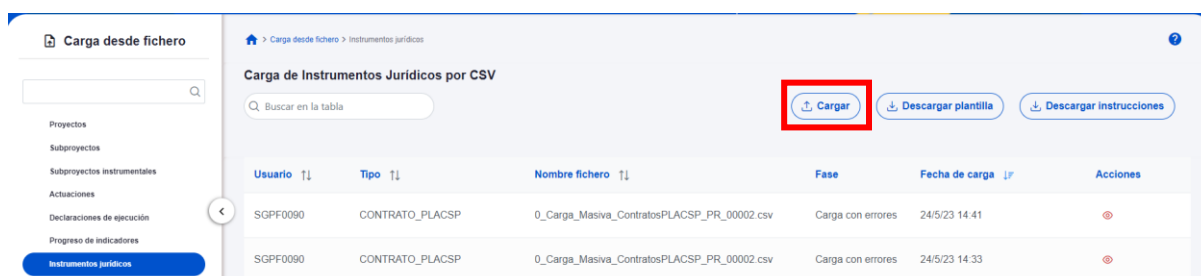 Carga desde fichero
> Carga desde fichero > Instrumentos jurídicos
?
Carga de Instrumentos Jurídicos por CSV
Buscar en la tabla
Cargar
Descargar plantilla
Descargar instrucciones
Proyectos
Subproyectos
Subproyectos instrumentales
Actuaciones
Declaraciones de ejecución
Progreso de indicadores
Instrumentos jurídicos
Usuario Tipo Nombre fichero Fase Fecha de carga Acciones
SGPF0090 CONTRATO_PLACSP 0_Carga_Masiva_ContratosPLACSP_PR_00002.csv Carga con errores 24/5/23 14:41
SGPF0090 CONTRATO_PLACSP 0_Carga_Masiva_ContratosPLACSP_PR_00002.csv Carga con errores 24/5/23 14:33